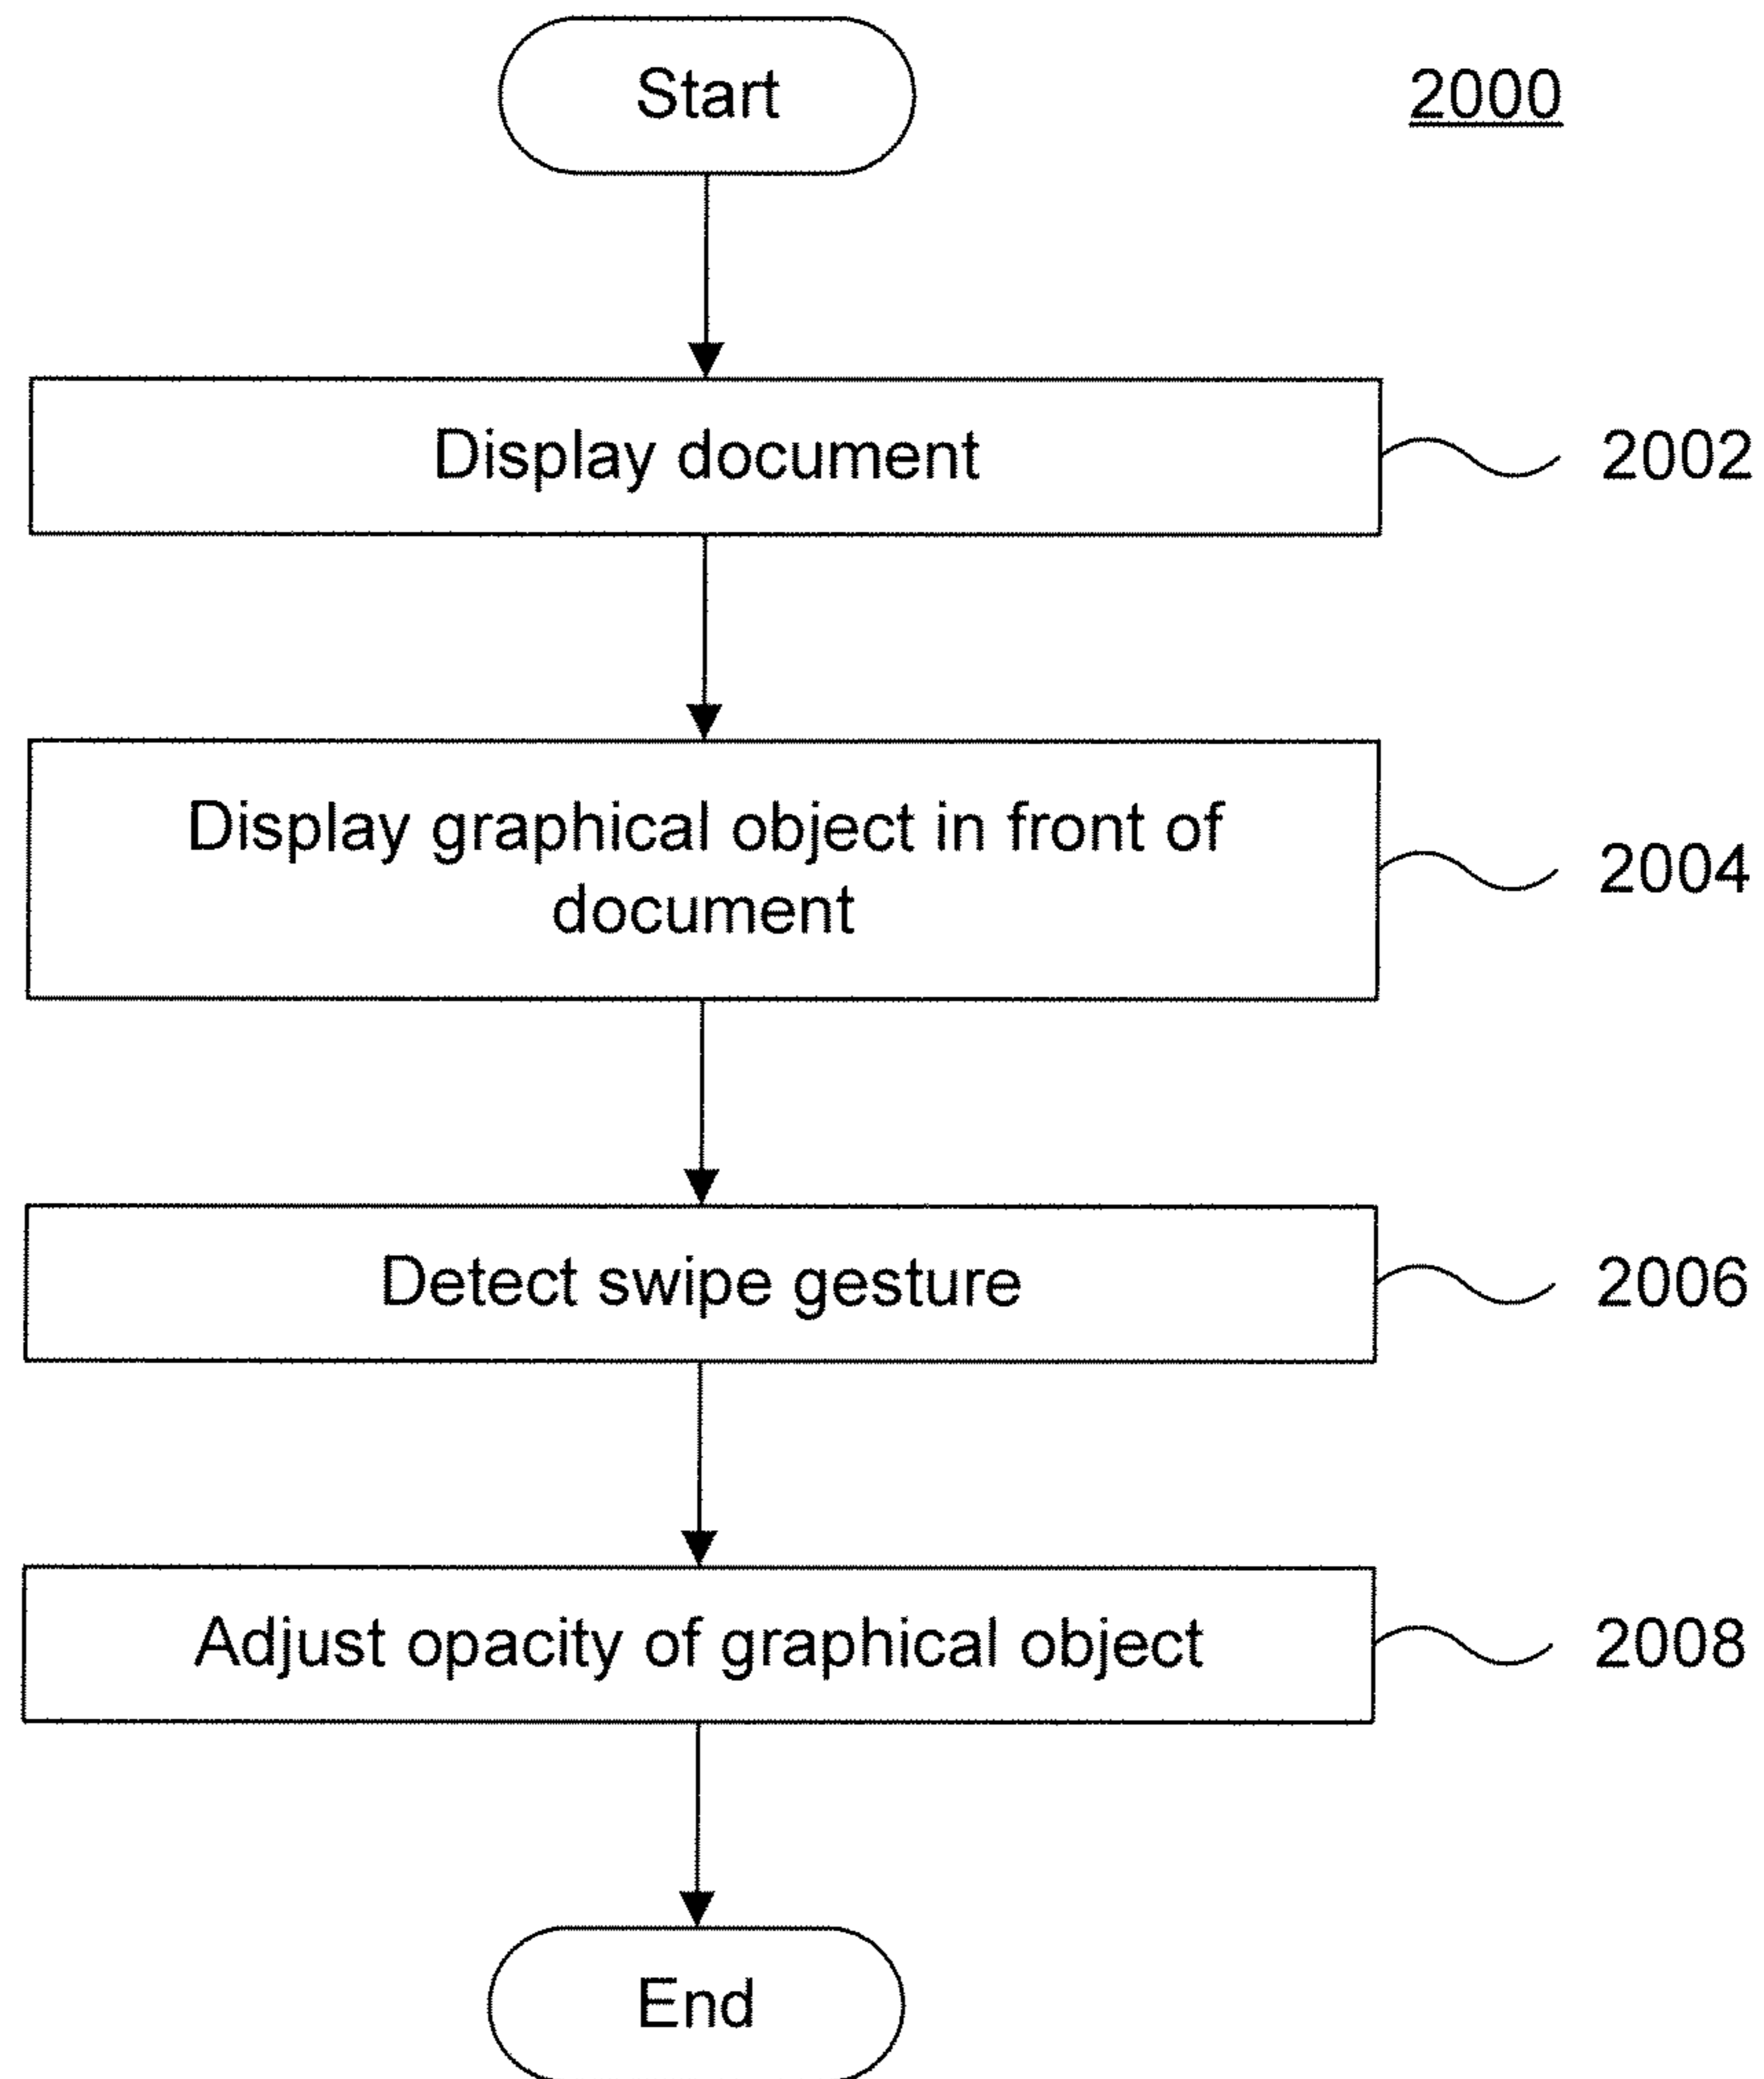 Start
2000
Display document
2002
Display graphical object in front of
document
2004
Detect swipe gesture
2006
Adjust opacity of graphical object
2008
End